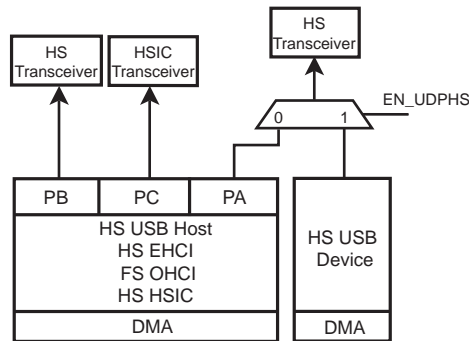 HS
Transceiver
HSIC
Transceiver
HS
Transceiver
EN_UDPHS
0
1
PB
PC
PA
HS USB Host
HS EHCI
FS OHCI
HS HSIC
DMA
HS USB
Device
DMA